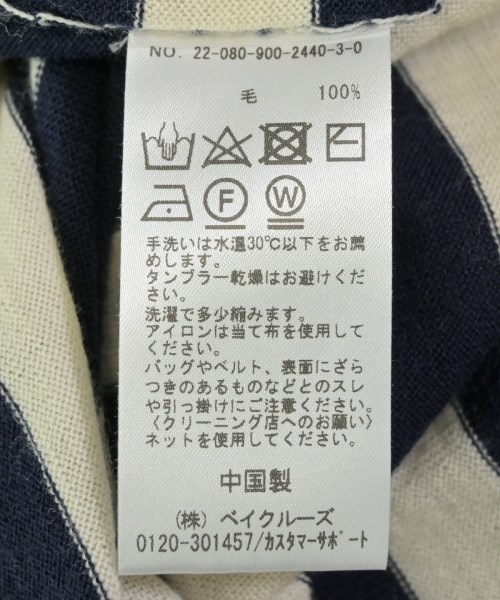 NO. 22-080-900-2440-3-0
毛 100%
F W
手洗いは水温30℃以下をお薦
めします。
タンブラー乾燥はお避けくだ
さい。
洗濯で多少縮みます。
アイロンは当て布を使用して
ください。
バッグやベルト、表面にざら
つきのあるものなどとのスレ
や引っ掛けにご注意ください。
〈クリーニング店へのお願い〉
ネットを使用してください。
中国製
(株) ベイクルーズ
0120-301457/ｶｽﾀﾏｰｻﾎﾟｰﾄ